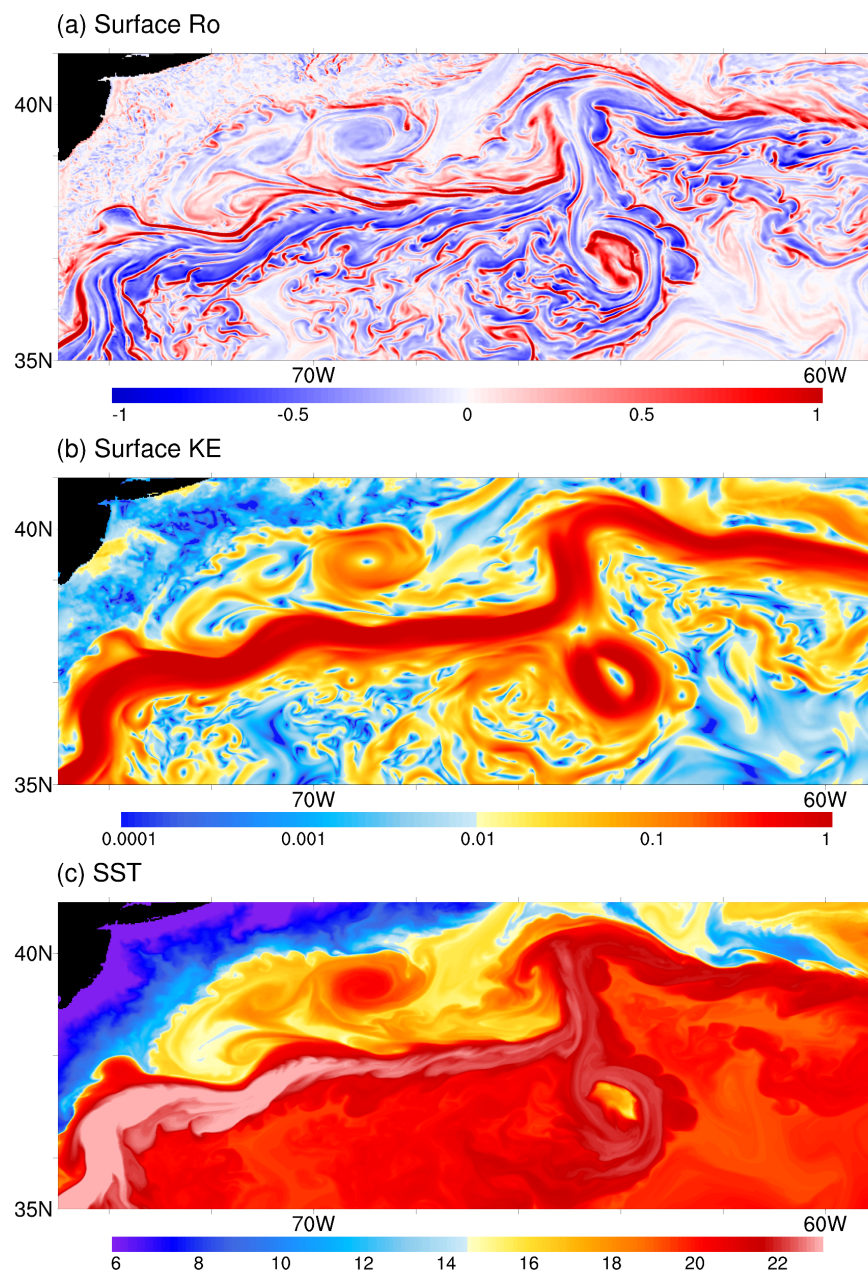 (a) Surface Ro
40N
35N
70W 60W
-1 -0.5 0 0.5 1
(b) Surface KE
40N
35N
70W 60W
0.0001 0.001 0.01 0.1 1
(c) SST
40N
35N
70W 60W
6 8 10 12 14 16 18 20 22